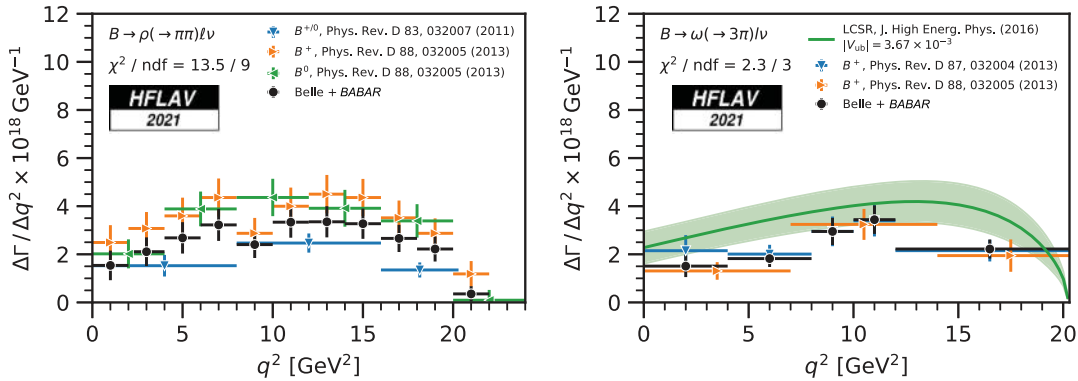 B → ρ(→ ππ)ℓν
χ² / ndf = 13.5 / 9
HFLAV
2021
B⁺ᐟ⁰, Phys. Rev. D 83, 032007 (2011)
B⁺, Phys. Rev. D 88, 032005 (2013)
B⁰, Phys. Rev. D 88, 032005 (2013)
Belle + BABAR
ΔΓ / Δq² × 10¹⁸ GeV⁻¹
12
10
8
6
4
2
0
0 5 10 15 20
q² [GeV²]
B → ω(→ 3π)lν
χ² / ndf = 2.3 / 3
HFLAV
2021
LCSR, J. High Energ. Phys. (2016)
|Vub| = 3.67 × 10⁻³
B⁺, Phys. Rev. D 87, 032004 (2013)
B⁺, Phys. Rev. D 88, 032005 (2013)
Belle + BABAR
ΔΓ / Δq² × 10¹⁸ GeV⁻¹
12
10
8
6
4
2
0
0 5 10 15 20
q² [GeV²]